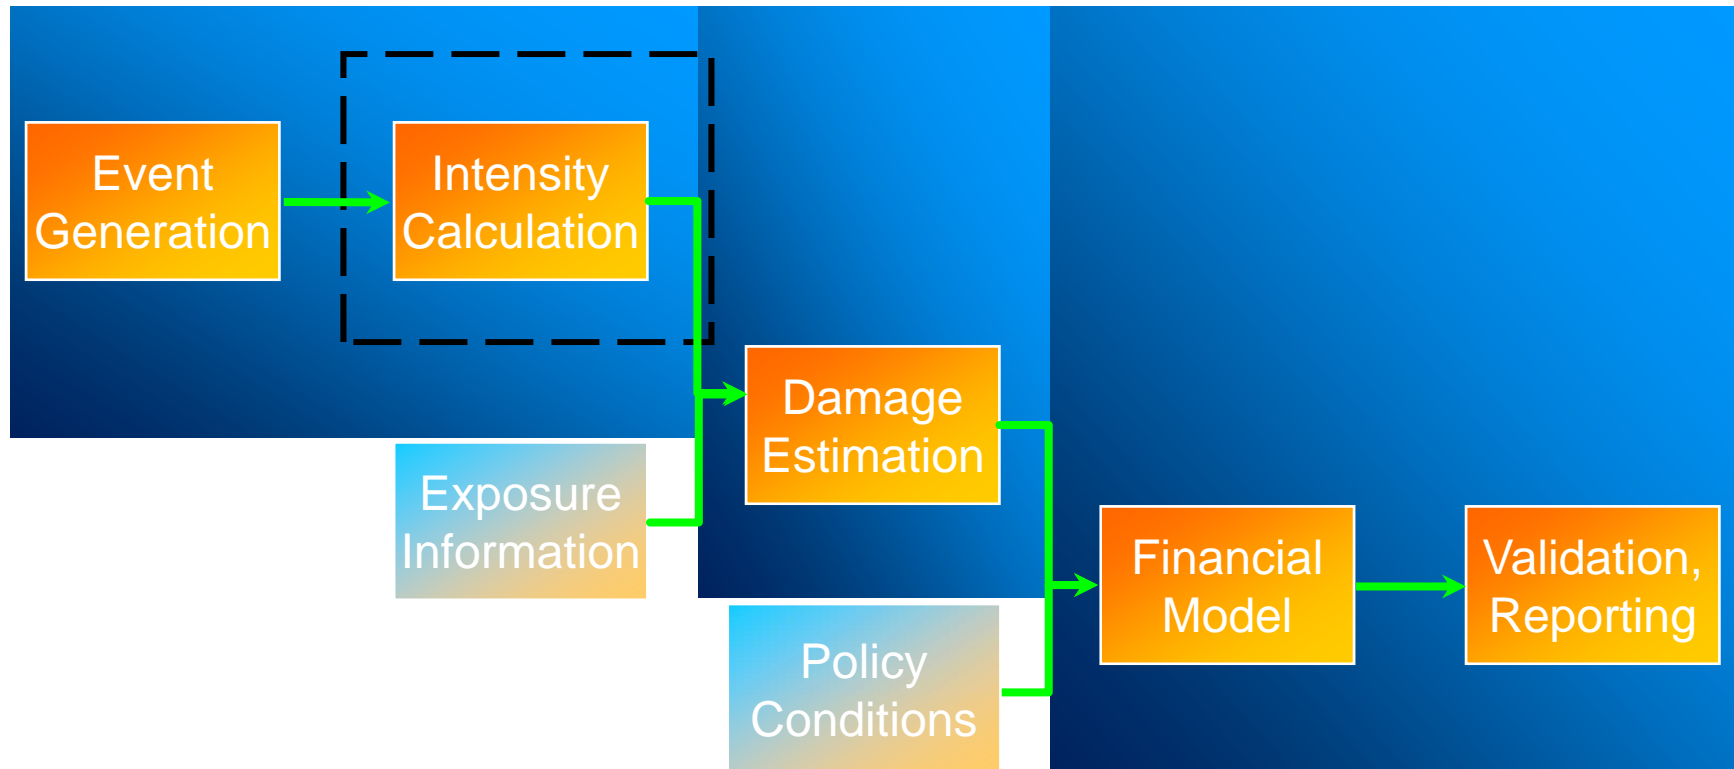 Event
Generation
Intensity
Calculation
Damage
Estimation
Exposure
Information
Financial
Model
Validation,
Reporting
Policy
Conditions